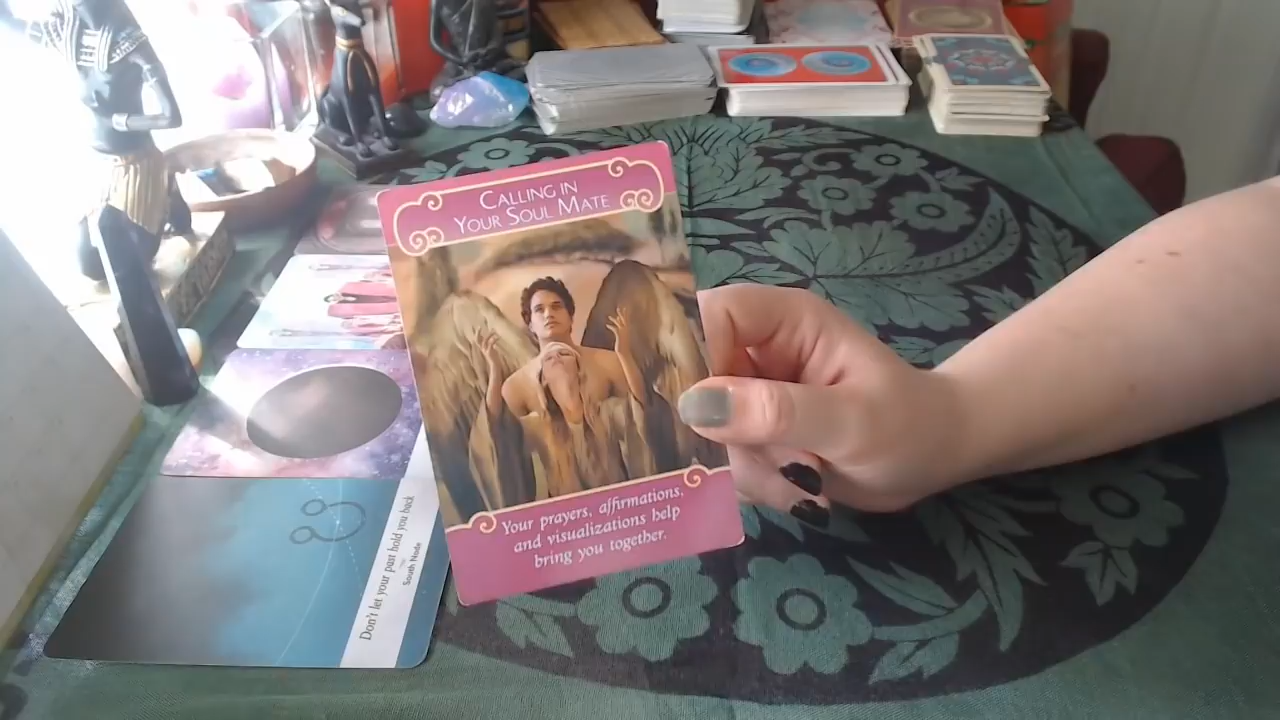 CALLING IN
YOUR SOUL MATE
Your prayers, affirmations,
and visualizations help
bring you together.
Don't let your past hold you back
South Node